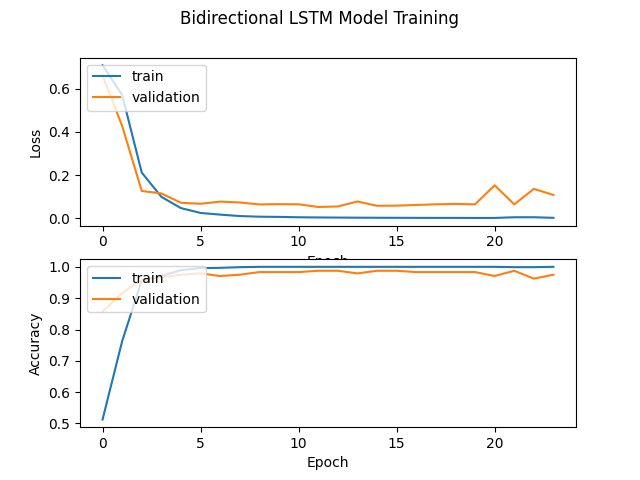 Bidirectional LSTM Model Training
train
validation
Loss
0.6
0.4
0.2
0.0
0 5 10 15 20
Epoch
train
validation
Accuracy
1.0
0.9
0.8
0.7
0.6
0.5
0 5 10 15 20
Epoch